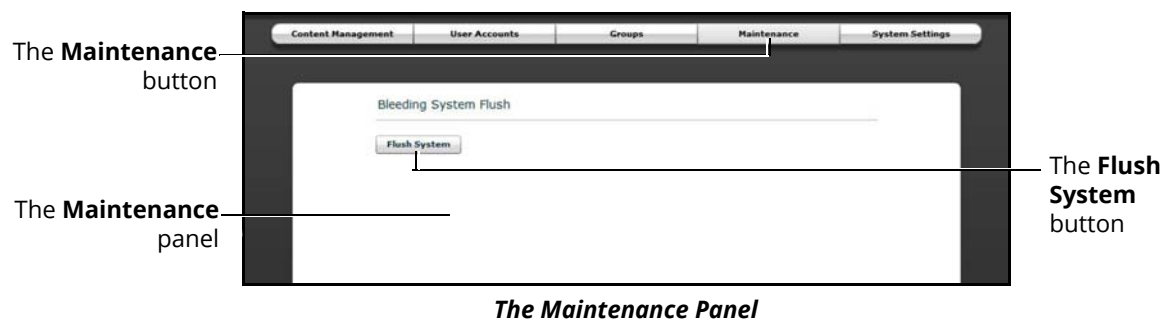 Content Management User Accounts Groups Maintenance System Settings
The Maintenance
button
Bleeding System Flush
Flush System
The Flush
System
button
The Maintenance
panel
The Maintenance Panel